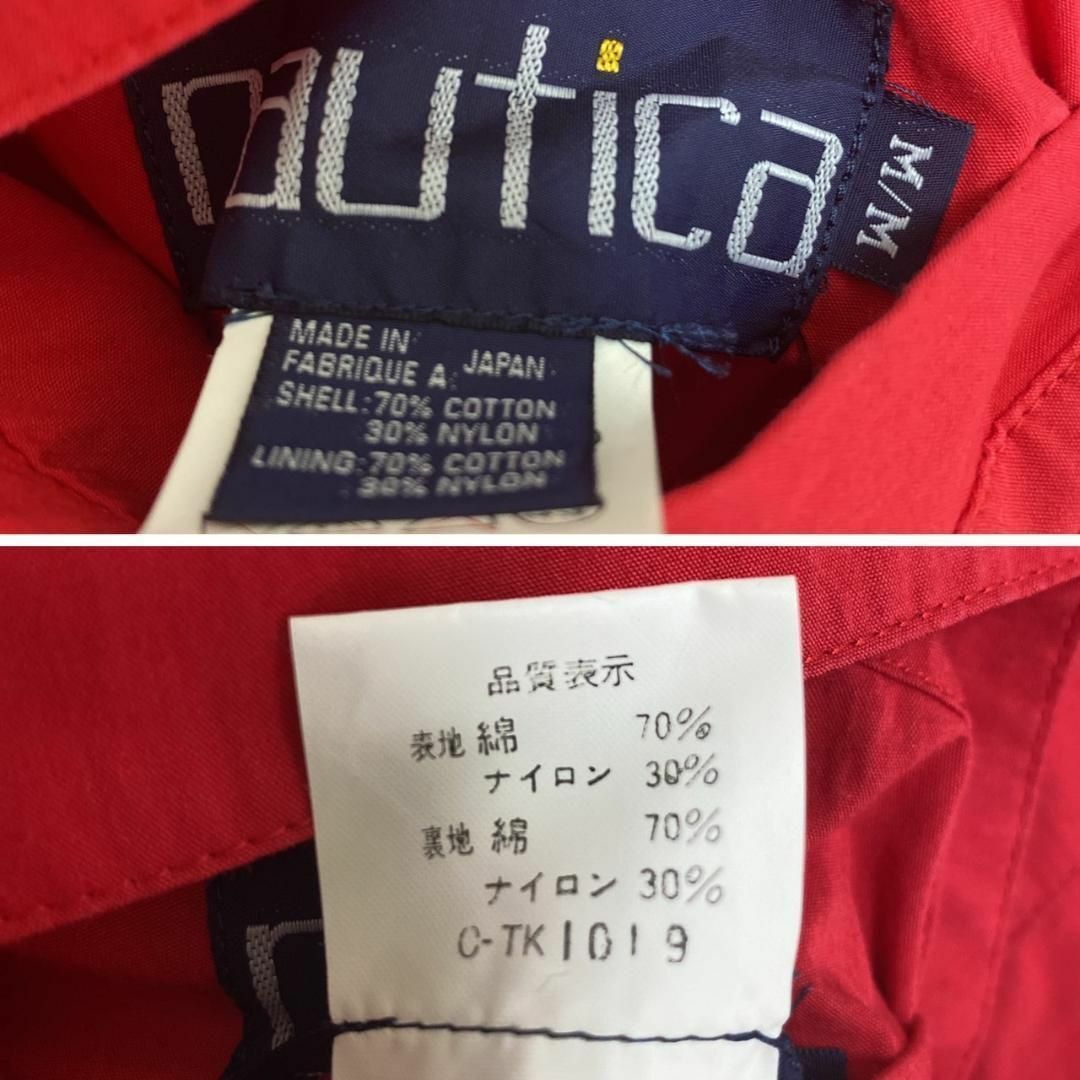 nautica
M/M
MADE IN
FABRIQUE A: JAPAN
SHELL:70% COTTON
30% NYLON
LINING:70% COTTON
30% NYLON
品質表示
表地 綿 70%
ナイロン 30%
裏地 綿 70%
ナイロン 30%
C-TK1019
n